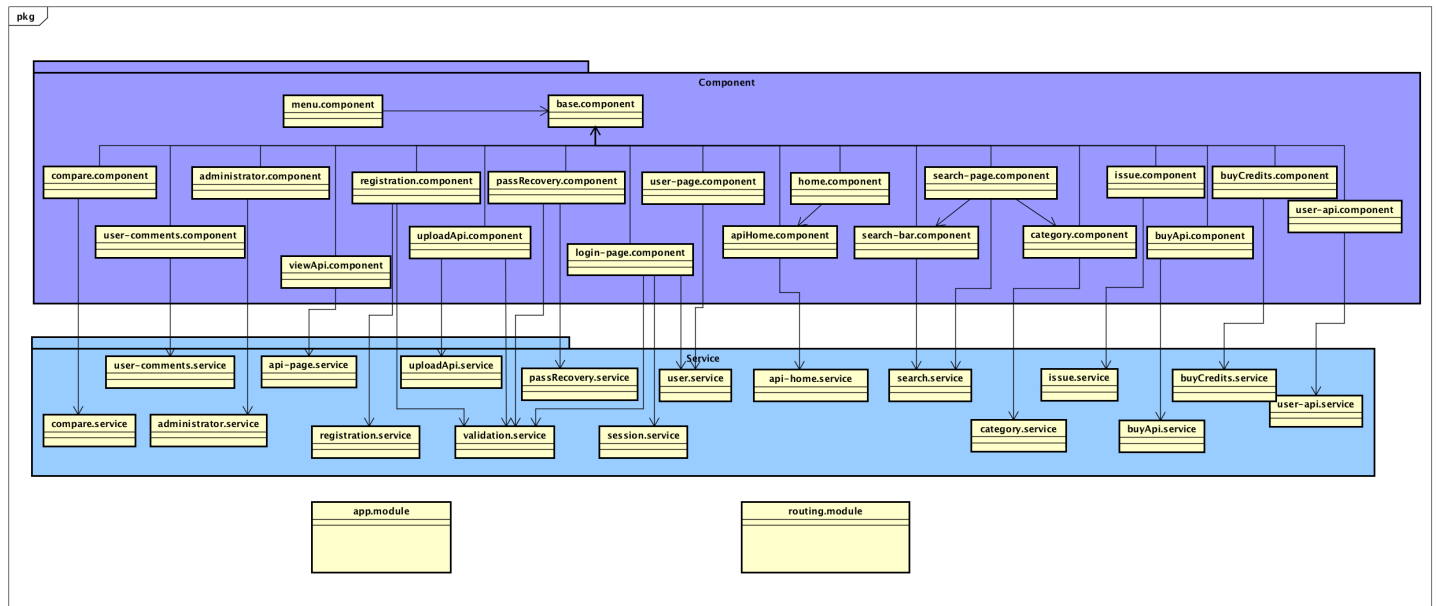 pkg
Component
menu.component
base.component
compare.component
administrator.component
registration.component
passRecovery.component
user-page.component
home.component
search-page.component
issue.component
buyCredits.component
user-api.component
user-comments.component
uploadApi.component
apiHome.component
search-bar.component
category.component
buyApi.component
login-page.component
viewApi.component
Service
user-comments.service
api-page.service
uploadApi.service
passRecovery.service
user.service
api-home.service
search.service
issue.service
buyCredits.service
user-api.service
compare.service
administrator.service
registration.service
validation.service
session.service
category.service
buyApi.service
app.module
routing.module